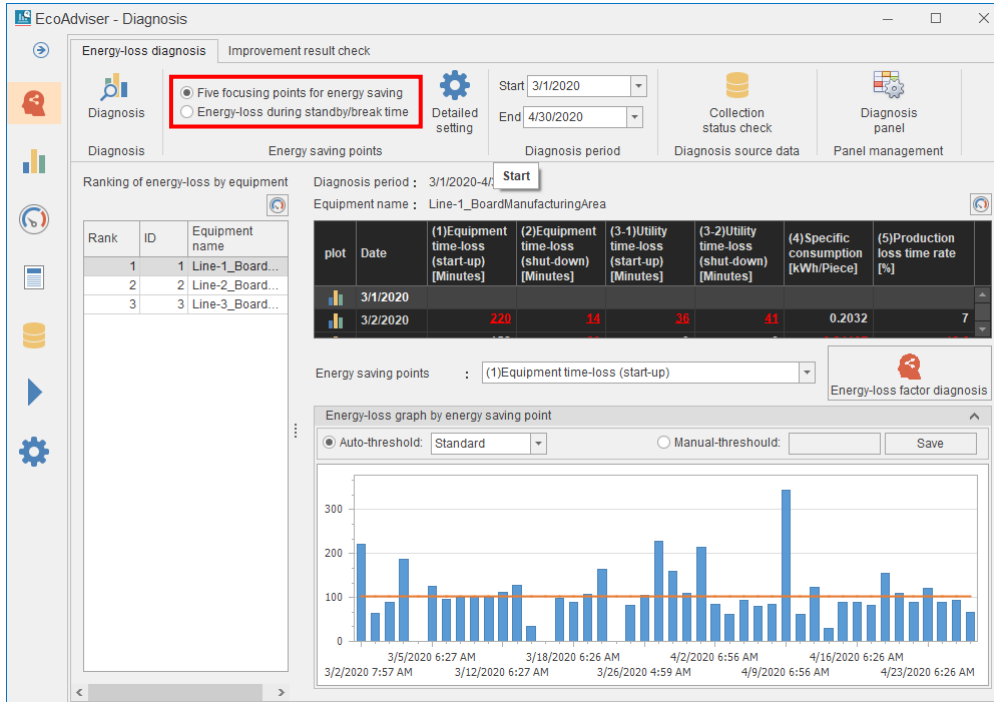 EcoAdviser - Diagnosis
Energy-loss diagnosis
Improvement result check
Diagnosis
Five focusing points for energy saving
Energy-loss during standby/break time
Detailed
setting
Start 3/1/2020
End 4/30/2020
Collection
status check
Diagnosis
panel
Diagnosis
Energy saving points
Diagnosis period
Diagnosis source data
Panel management
Start
Ranking of energy-loss by equipment
Rank ID Equipment
name
1 1 Line-1_Board...
2 2 Line-2_Board...
3 3 Line-3_Board...
Diagnosis period : 3/1/2020-4/
Equipment name : Line-1_BoardManufacturingArea
plot
Date
(1)Equipment
time-loss
(start-up)
[Minutes]
(2)Equipment
time-loss
(shut-down)
[Minutes]
(3-1)Utility
time-loss
(start-up)
[Minutes]
(3-2)Utility
time-loss
(shut-down)
[Minutes]
(4)Specific
consumption
[kWh/Piece]
(5)Production
loss time rate
[%]
3/1/2020
3/2/2020 220 14 36 41 0.2032 7
Energy saving points : (1)Equipment time-loss (start-up)
Energy-loss factor diagnosis
Energy-loss graph by energy saving point
Auto-threshold: Standard
Manual-threshould:
Save
300
200
100
0
3/5/2020 6:27 AM 3/18/2020 6:26 AM 4/2/2020 6:56 AM 4/16/2020 6:26 AM
3/2/2020 7:57 AM 3/12/2020 6:27 AM 3/26/2020 4:59 AM 4/9/2020 6:56 AM 4/23/2020 6:26 AM